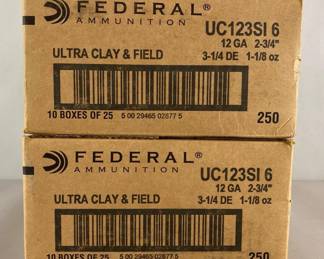 FEDERAL®
AMMUNITION
UC123SI 6
12 GA 2-3/4"
3-1/4 DE 1-1/8 oz
ULTRA CLAY & FIELD
10 BOXES OF 25
5 00 29465 02877 5
250
FEDERAL®
AMMUNITION
UC123SI 6
12 GA 2-3/4"
3-1/4 DE 1-1/8 oz
ULTRA CLAY & FIELD
10 BOXES OF 25
5 00 29465 02877 5
250